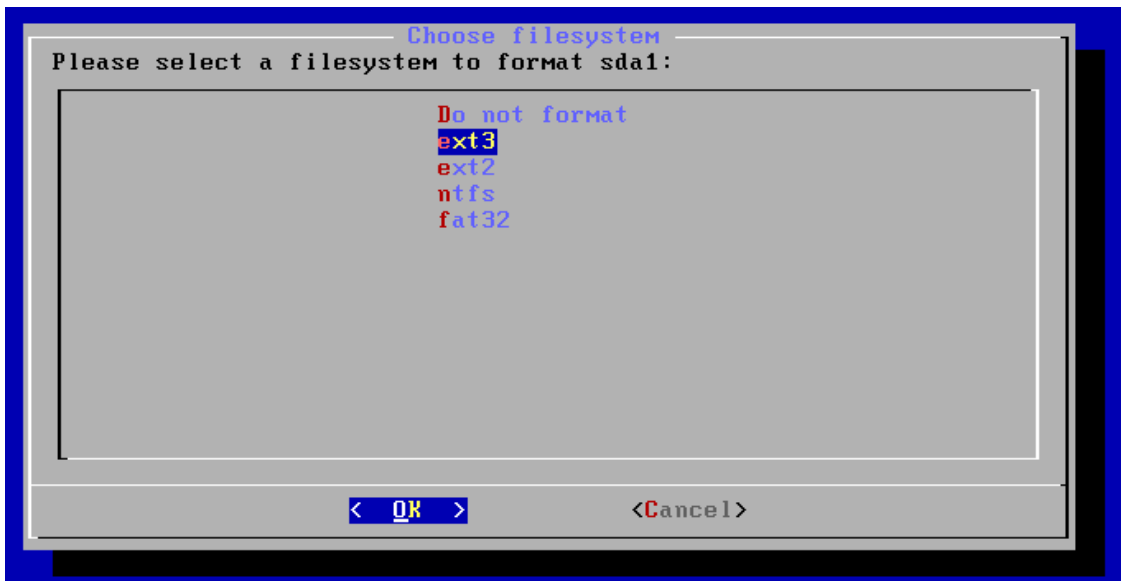 Choose filesystem
Please select a filesystem to format sda1:
Do not format
ext3
ext2
ntfs
fat32
< OK > <Cancel>